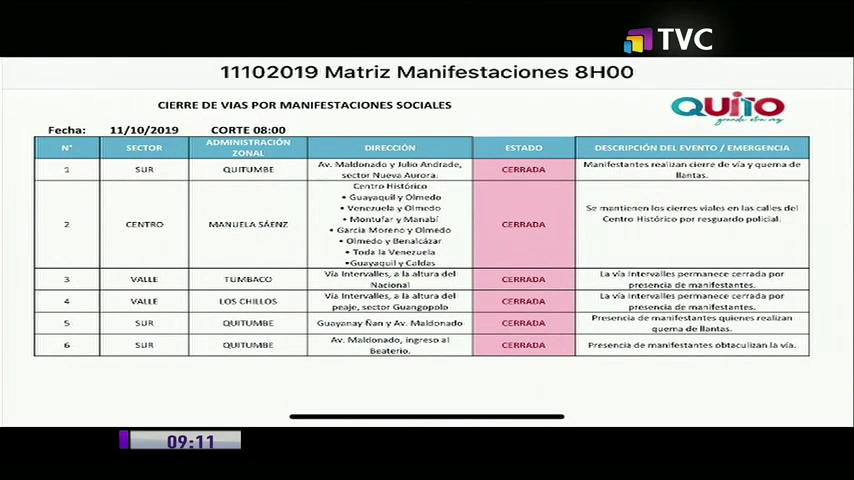 TVC
11102019 Matriz Manifestaciones 8H00
CIERRE DE VIAS POR MANIFESTACIONES SOCIALES
QUITO
grande otra vez
Fecha: 11/10/2019 CORTE 08:00
N° SECTOR ADMINISTRACIÓN ZONAL DIRECCIÓN ESTADO DESCRIPCIÓN DEL EVENTO / EMERGENCIA
1 SUR QUITUMBE Av. Maldonado y Julio Andrade, sector Nueva Aurora. CERRADA Manifestantes realizan cierre de vía y quema de llantas.
2 CENTRO MANUELA SÁENZ Centro Histórico
• Guayaquil y Olmedo
• Venezuela y Olmedo
• Montufar y Manabí
• Garcia Moreno y Olmedo
• Olmedo y Benalcázar
• Toda la Venezuela
•Guayaquil y Caldas
CERRADA Se mantienen los cierres viales en las calles del Centro Histórico por resguardo policial.
3 VALLE TUMBACO Vía Intervalles, a la altura del Nacional CERRADA La vía Intervalles permanece cerrada por presencia de manifestantes.
4 VALLE LOS CHILLOS Vía Intervalles, a la altura del peaje, sector Guangopolo CERRADA La vía Intervalles permanece cerrada por presencia de manifestantes.
5 SUR QUITUMBE Guayanay Ñan y Av. Maldonado CERRADA Presencia de manifestantes quienes realizan quema de llantas.
6 SUR QUITUMBE Av. Maldonado, ingreso al Beaterio. CERRADA Presencia de manifestantes obtaculizan la vía.
09:11